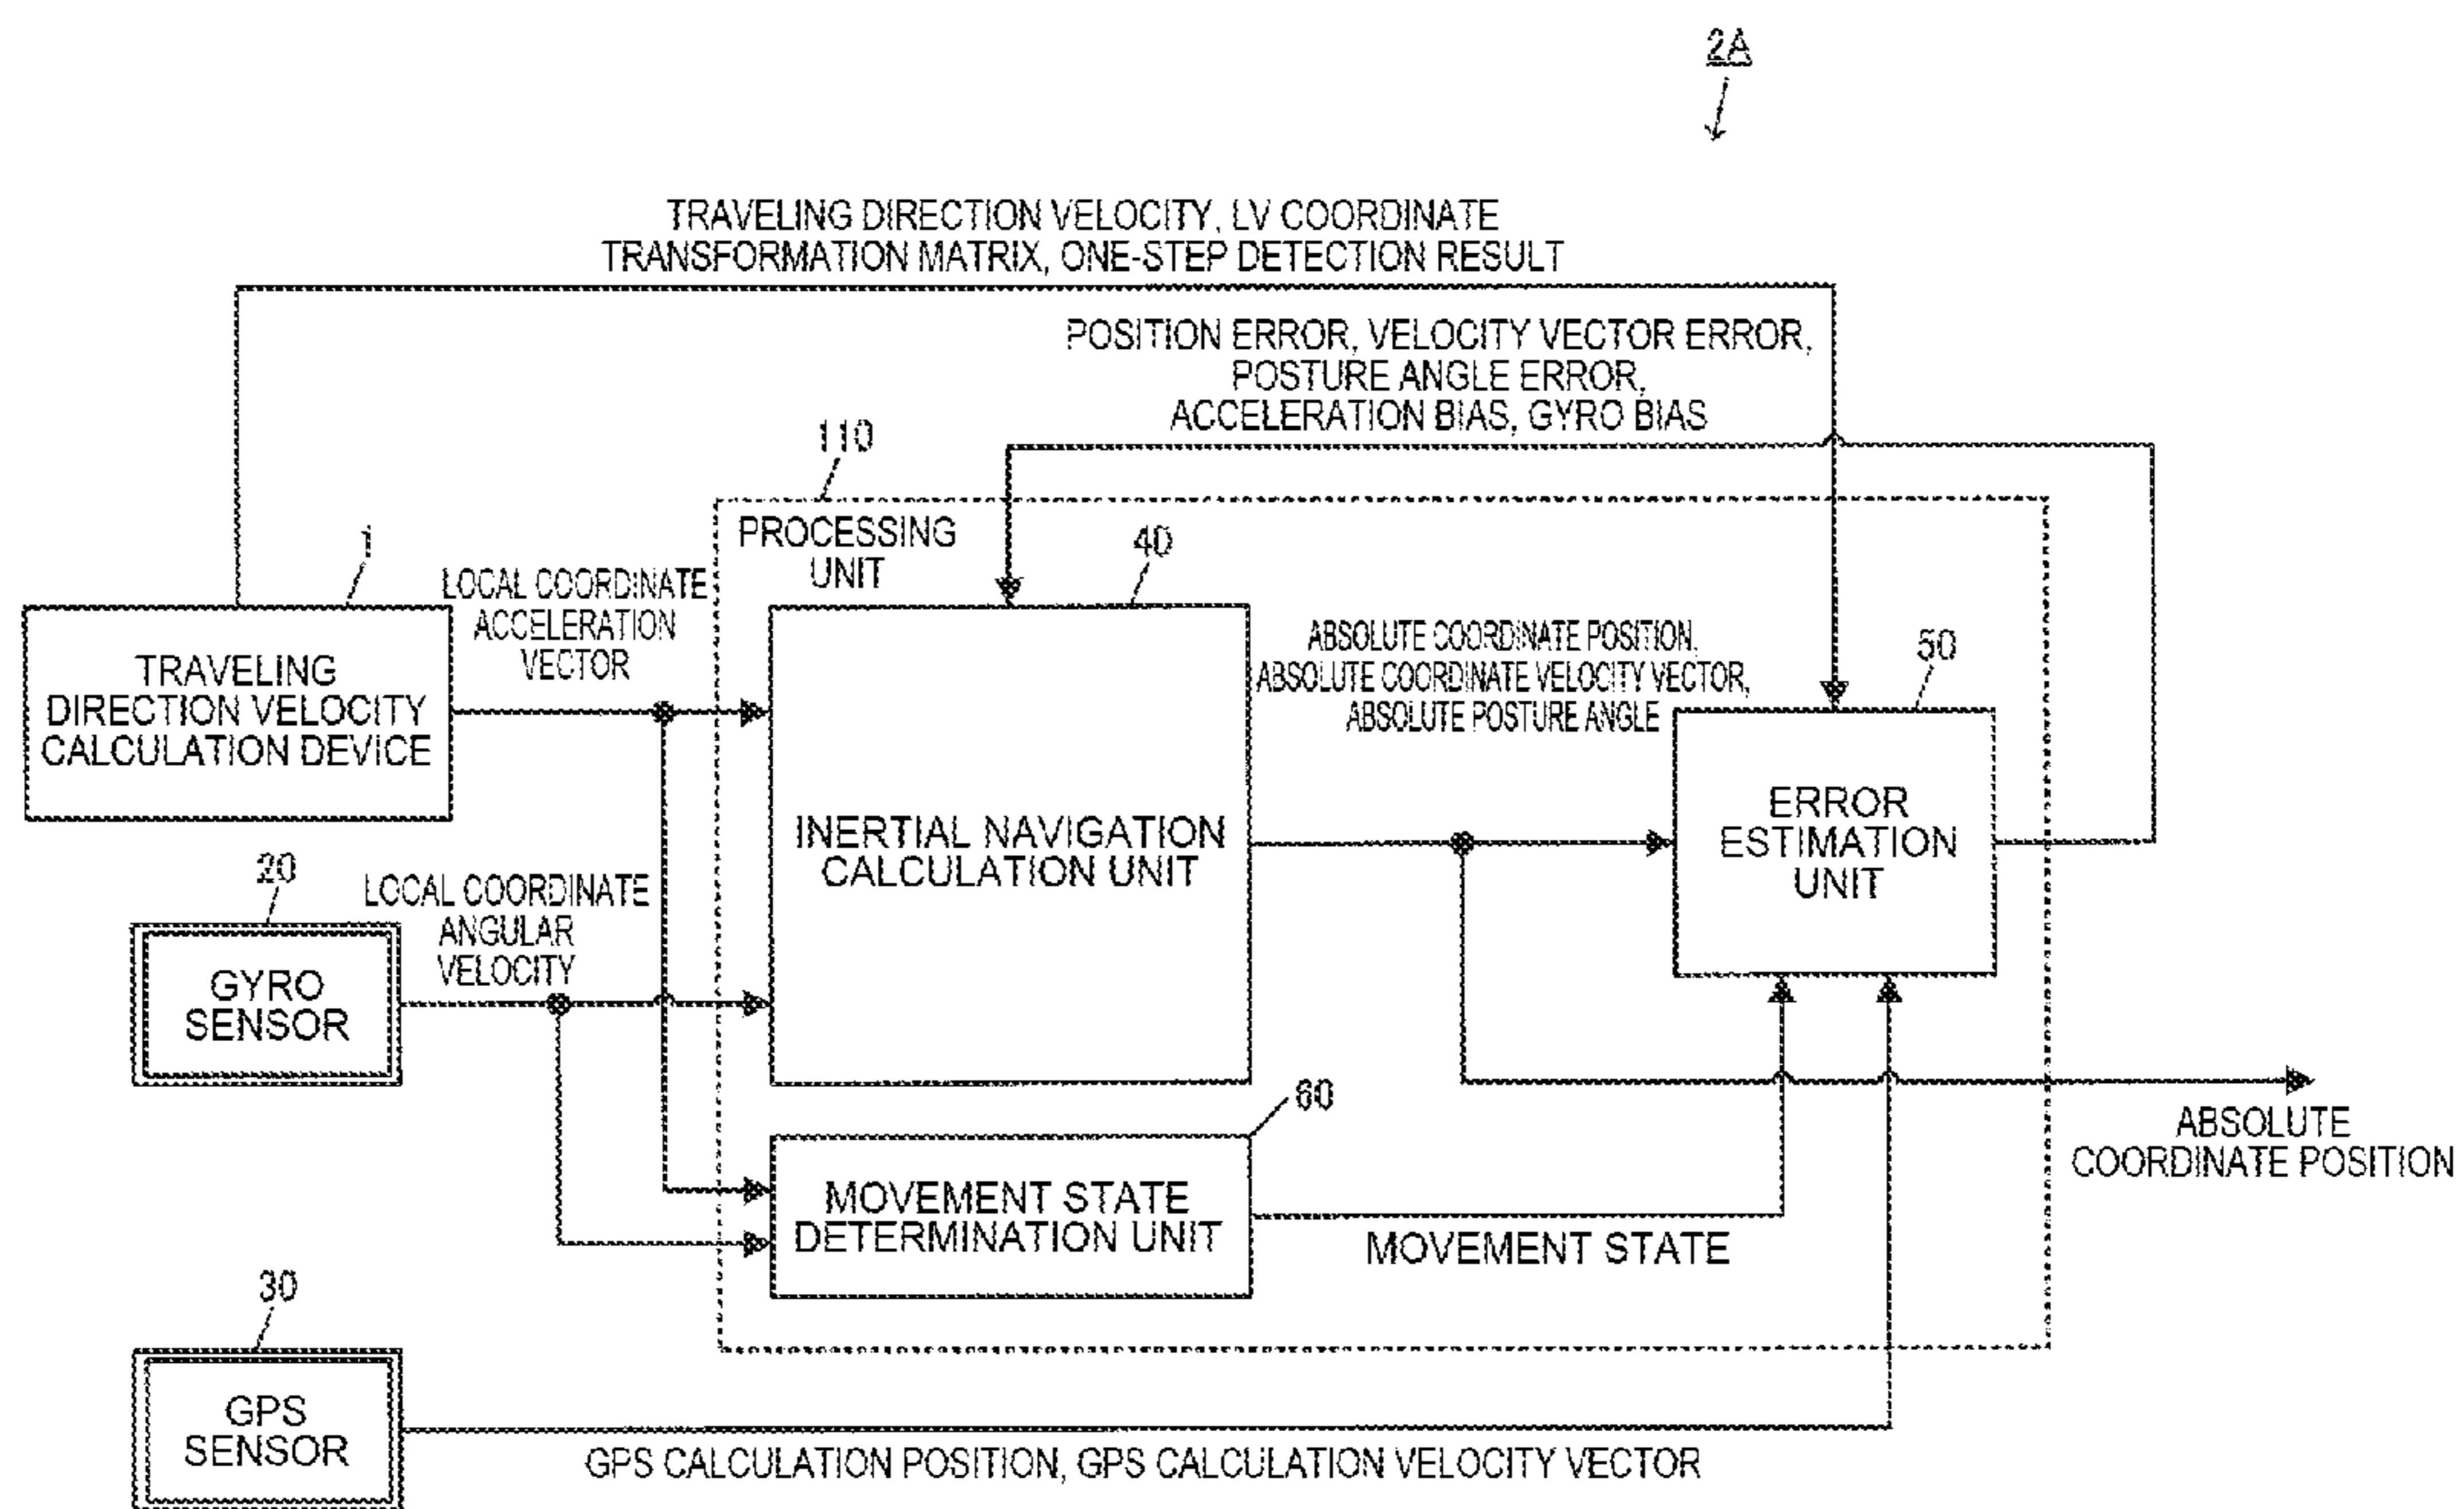 2A
TRAVELING DIRECTION VELOCITY, LV COORDINATE
TRANSFORMATION MATRIX, ONE-STEP DETECTION RESULT
POSITION ERROR, VELOCITY VECTOR ERROR,
POSTURE ANGLE ERROR,
ACCELERATION BIAS, GYRO BIAS
110
PROCESSING
UNIT
1
LOCAL COORDINATE
ACCELERATION
VECTOR
40
TRAVELING
DIRECTION VELOCITY
CALCULATION DEVICE
ABSOLUTE COORDINATE POSITION,
ABSOLUTE COORDINATE VELOCITY VECTOR,
ABSOLUTE POSTURE ANGLE
50
INERTIAL NAVIGATION
CALCULATION UNIT
ERROR
ESTIMATION
UNIT
20
LOCAL COORDINATE
ANGULAR
VELOCITY
GYRO
SENSOR
60
MOVEMENT STATE
DETERMINATION UNIT
MOVEMENT STATE
ABSOLUTE
COORDINATE POSITION
30
GPS
SENSOR
GPS CALCULATION POSITION, GPS CALCULATION VELOCITY VECTOR